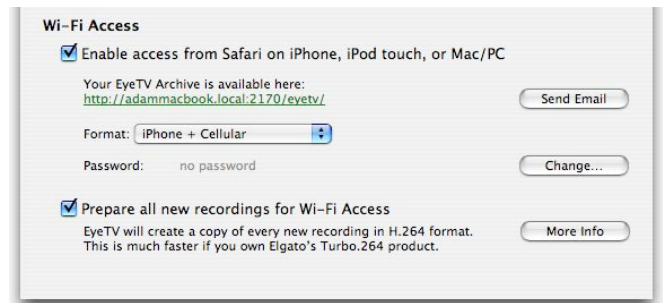 Wi-Fi Access
Enable access from Safari on iPhone, iPod touch, or Mac/PC
Your EyeTV Archive is available here:
http://adammacbook.local:2170/eyetv/
Send Email
Format: iPhone + Cellular
Password: no password
Change...
Prepare all new recordings for Wi-Fi Access
EyeTV will create a copy of every new recording in H.264 format.
This is much faster if you own Elgato's Turbo.264 product.
More Info